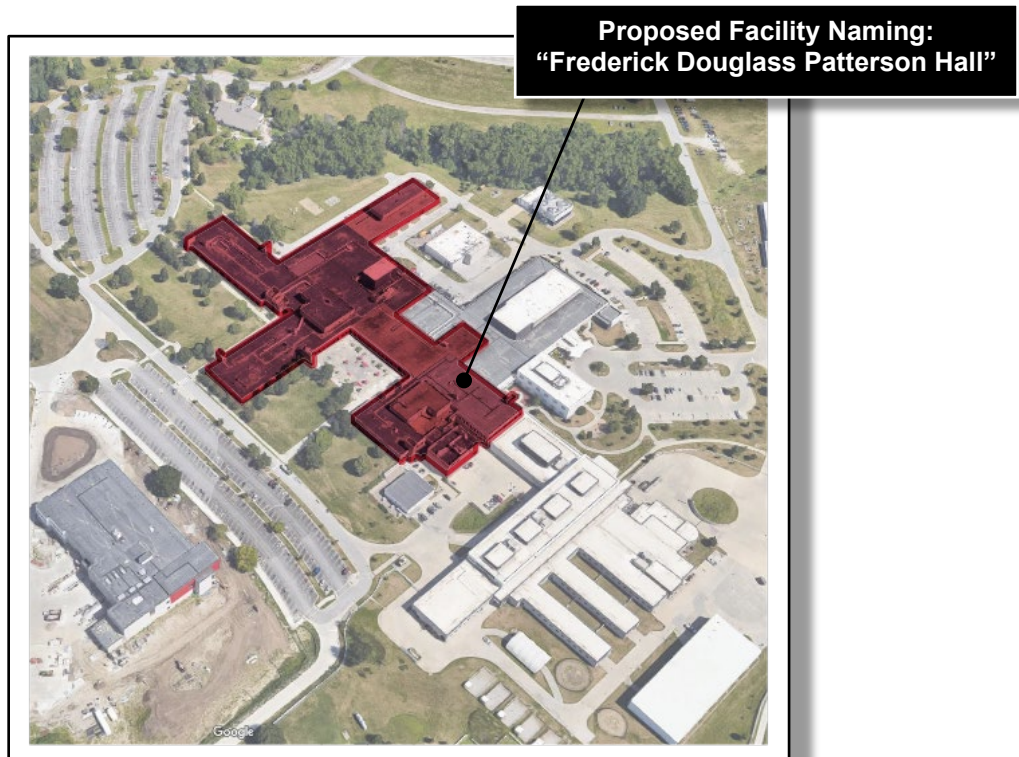 Proposed Facility Naming:
“Frederick Douglass Patterson Hall”
Google